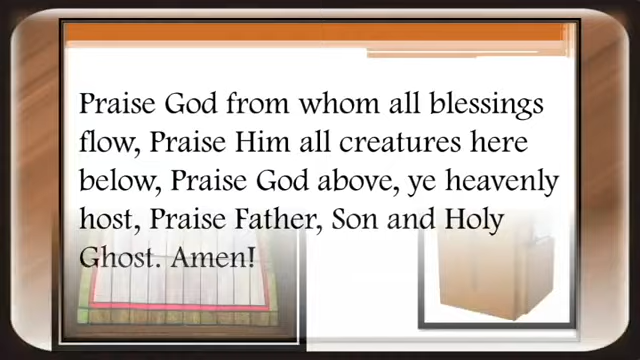 Praise God from whom all blessings
flow, Praise Him all creatures here
below, Praise God above, ye heavenly
host, Praise Father, Son and Holy
Ghost. Amen!